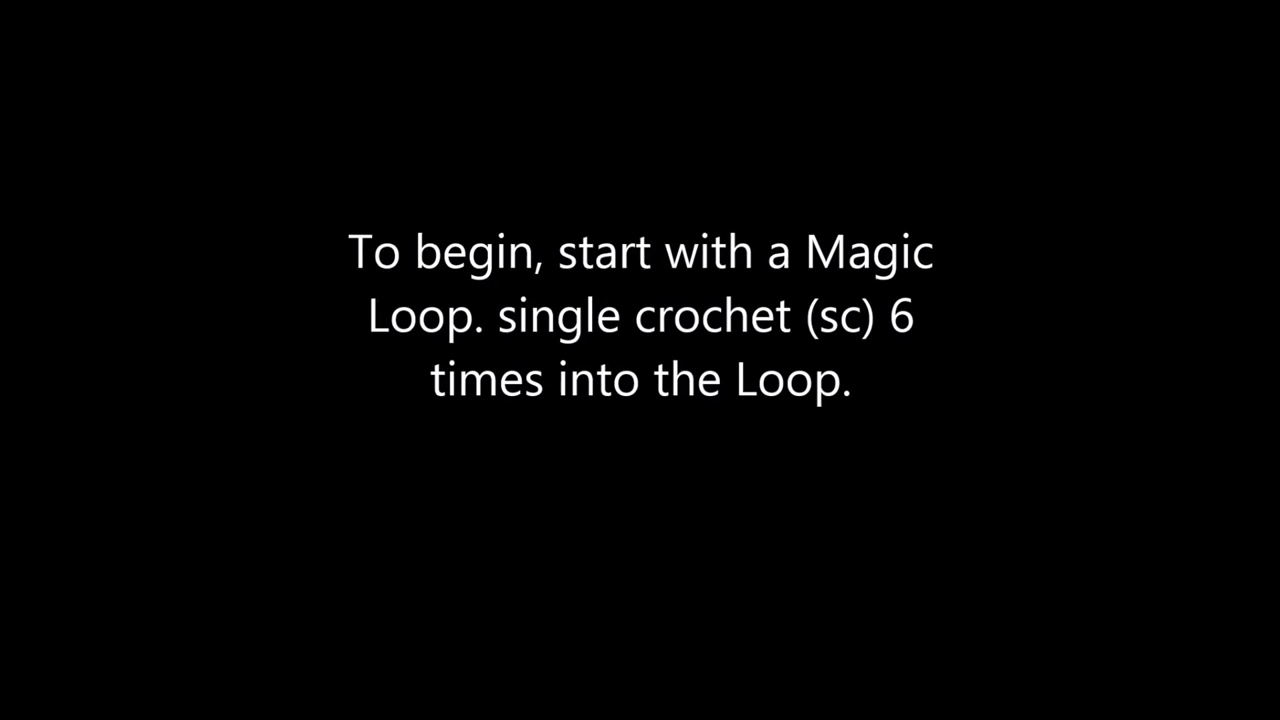 To begin, start with a Magic
Loop. single crochet (sc) 6
times into the Loop.